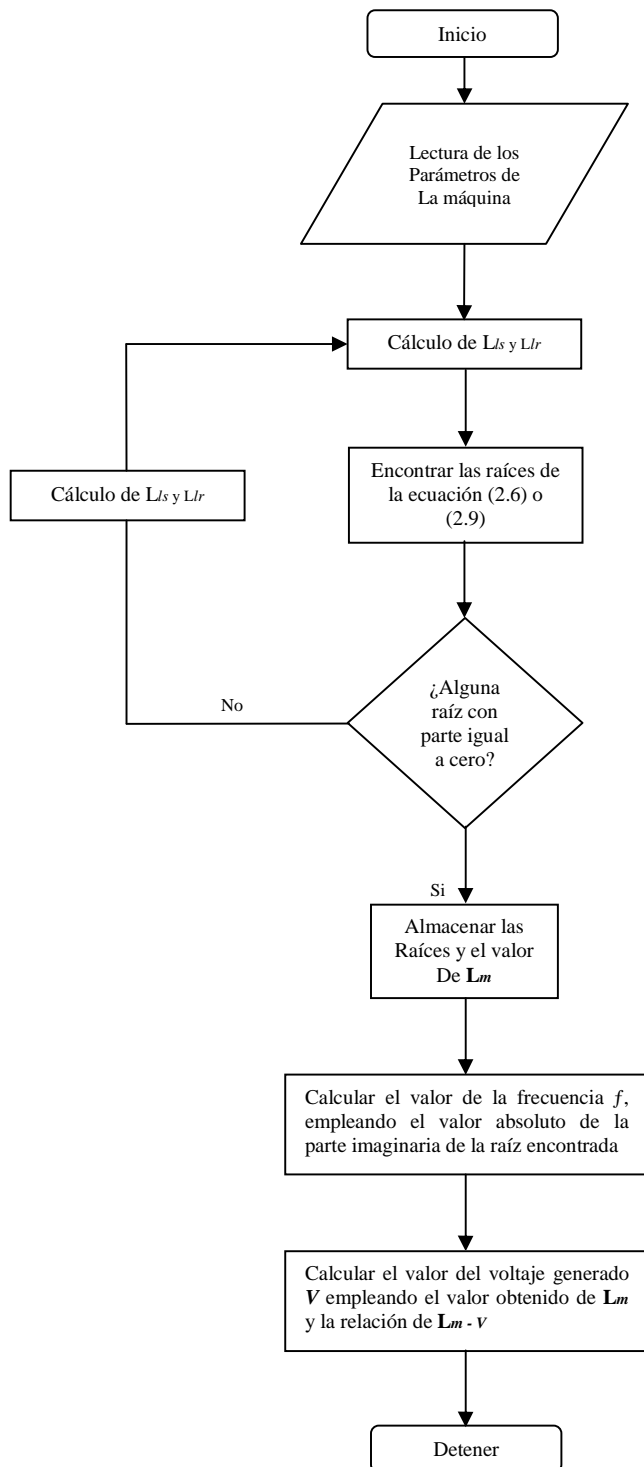 Inicio
Lectura de los
Parámetros de
La máquina
Cálculo de Lls y Llr
Encontrar las raíces de
la ecuación (2.6) o
(2.9)
Cálculo de Lls y Llr
¿Alguna
raíz con
parte igual
a cero?
No
Si
Almacenar las
Raíces y el valor
De Lm
Calcular el valor de la frecuencia f,
empleando el valor absoluto de la
parte imaginaria de la raíz encontrada
Calcular el valor del voltaje generado
V empleando el valor obtenido de Lm
y la relación de Lm - V
Detener